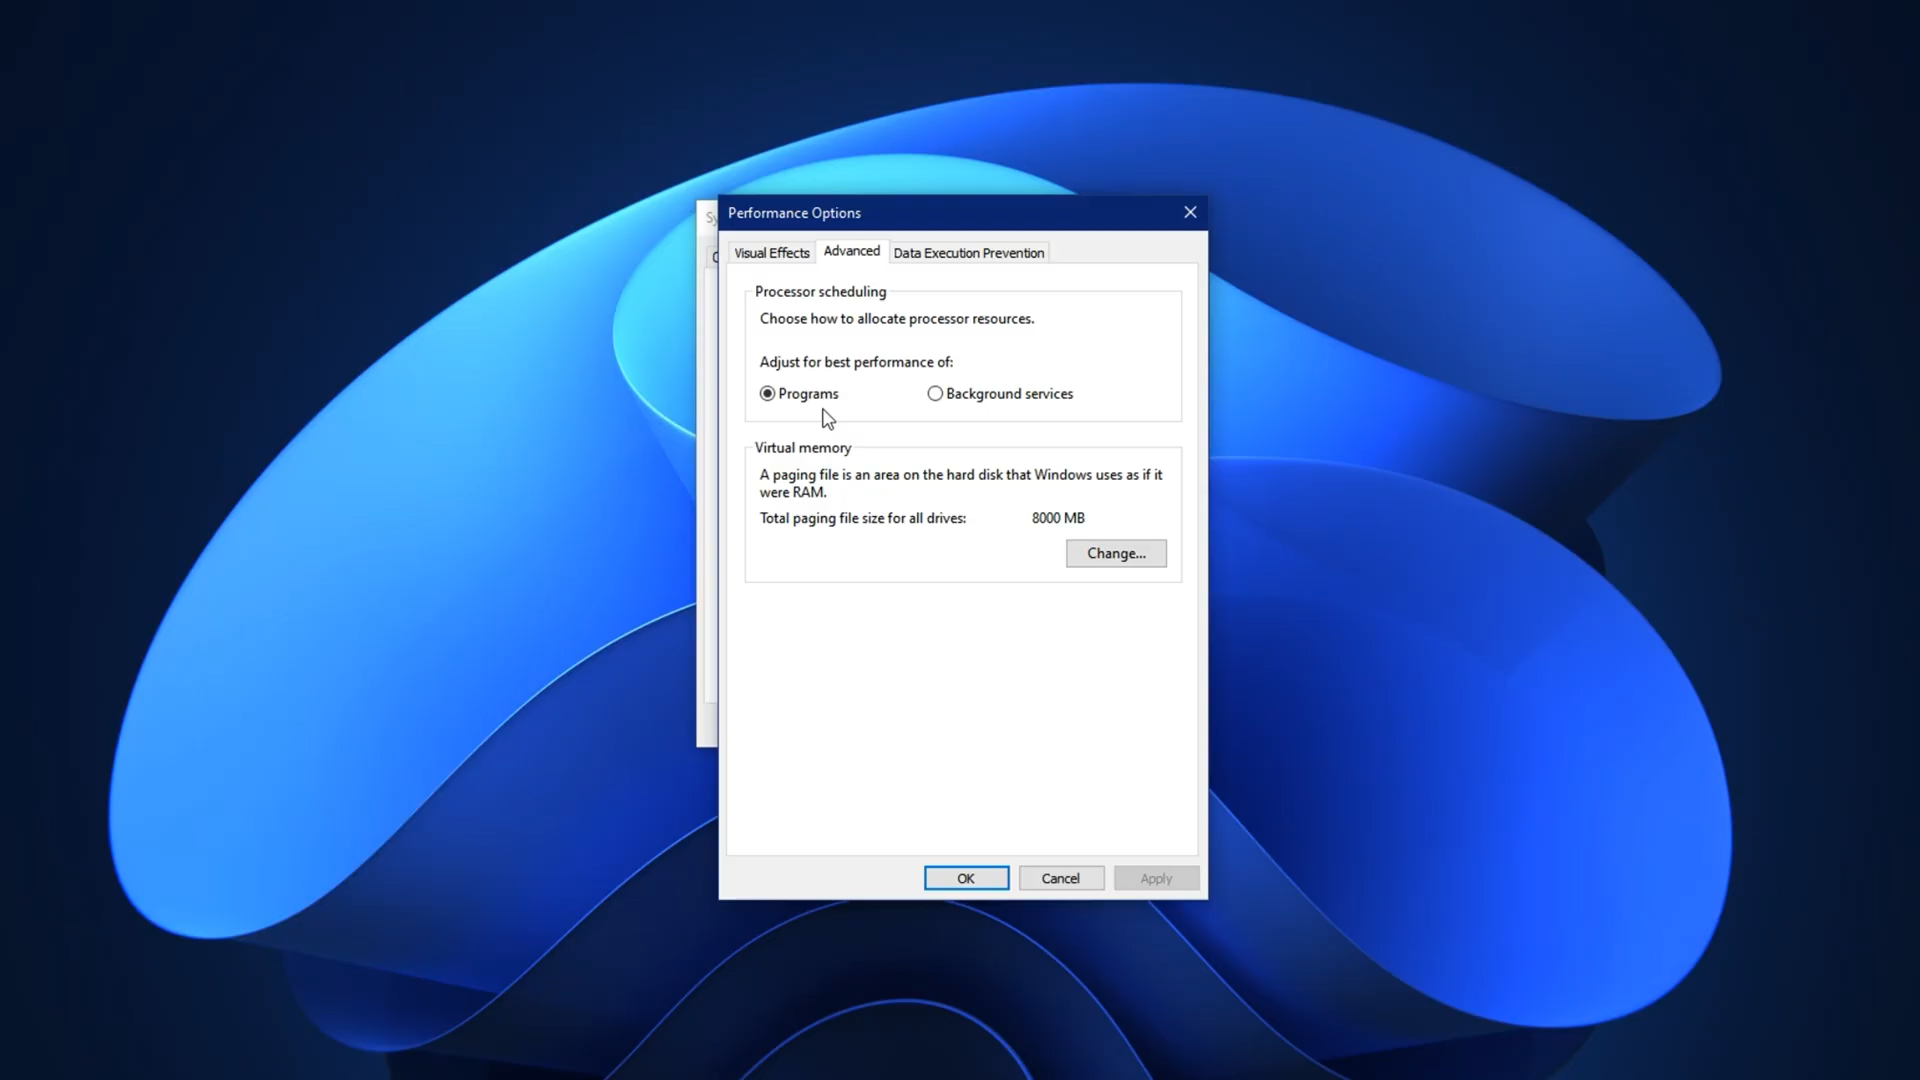 Sy
Performance Options
Visual Effects
Advanced
Data Execution Prevention
Processor scheduling
Choose how to allocate processor resources.
Adjust for best performance of:
Programs
Background services
Virtual memory
A paging file is an area on the hard disk that Windows uses as if it
were RAM.
Total paging file size for all drives: 8000 MB
Change...
OK
Cancel
Apply